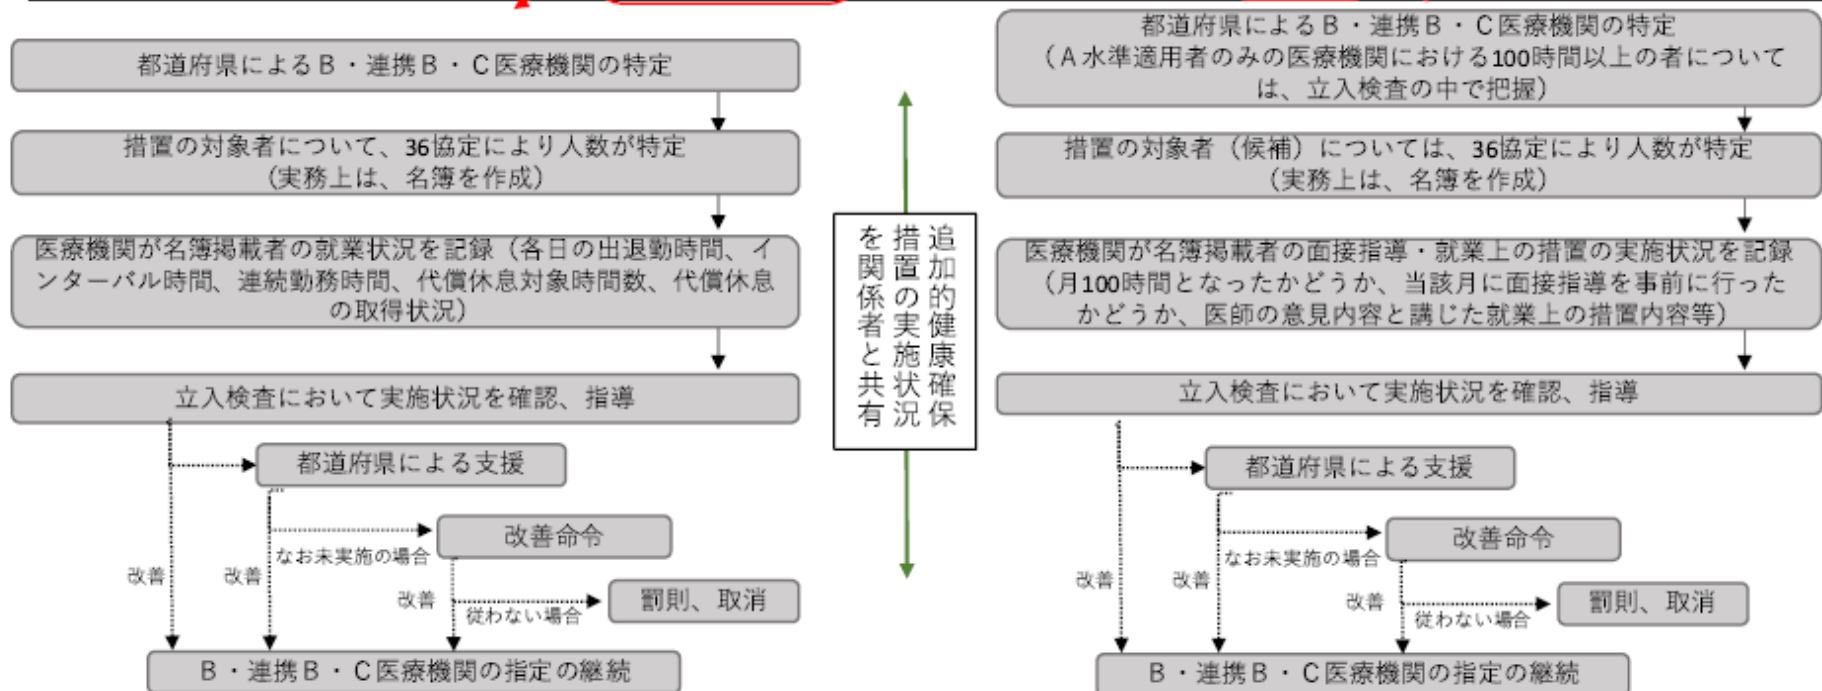 都道府県によるB・連携B・C医療機関の特定
措置の対象者について、36協定により人数が特定
（実務上は、名簿を作成）
医療機関が名簿掲載者の就業状況を記録（各日の出退勤時間、イ
ンターバル時間、連続勤務時間、代償休息対象時間数、代償休息
の取得状況）
立入検査において実施状況を確認、指導
都道府県による支援
改善命令
なお未実施の場合
改善
改善
改善
従わない場合
罰則、取消
B・連携B・C医療機関の指定の継続
追加的健康確保
措置の実施状況
を関係者と共有
都道府県によるB・連携B・C医療機関の特定
（A水準適用者のみの医療機関における100時間以上の者について
は、立入検査の中で把握）
措置の対象者（候補）については、36協定により人数が特定
（実務上は、名簿を作成）
医療機関が名簿掲載者の面接指導・就業上の措置の実施状況を記録
（月100時間となったかどうか、当該月に面接指導を事前に行った
かどうか、医師の意見内容と講じた就業上の措置内容等）
立入検査において実施状況を確認、指導
都道府県による支援
改善命令
なお未実施の場合
改善
改善
改善
従わない場合
罰則、取消
B・連携B・C医療機関の指定の継続